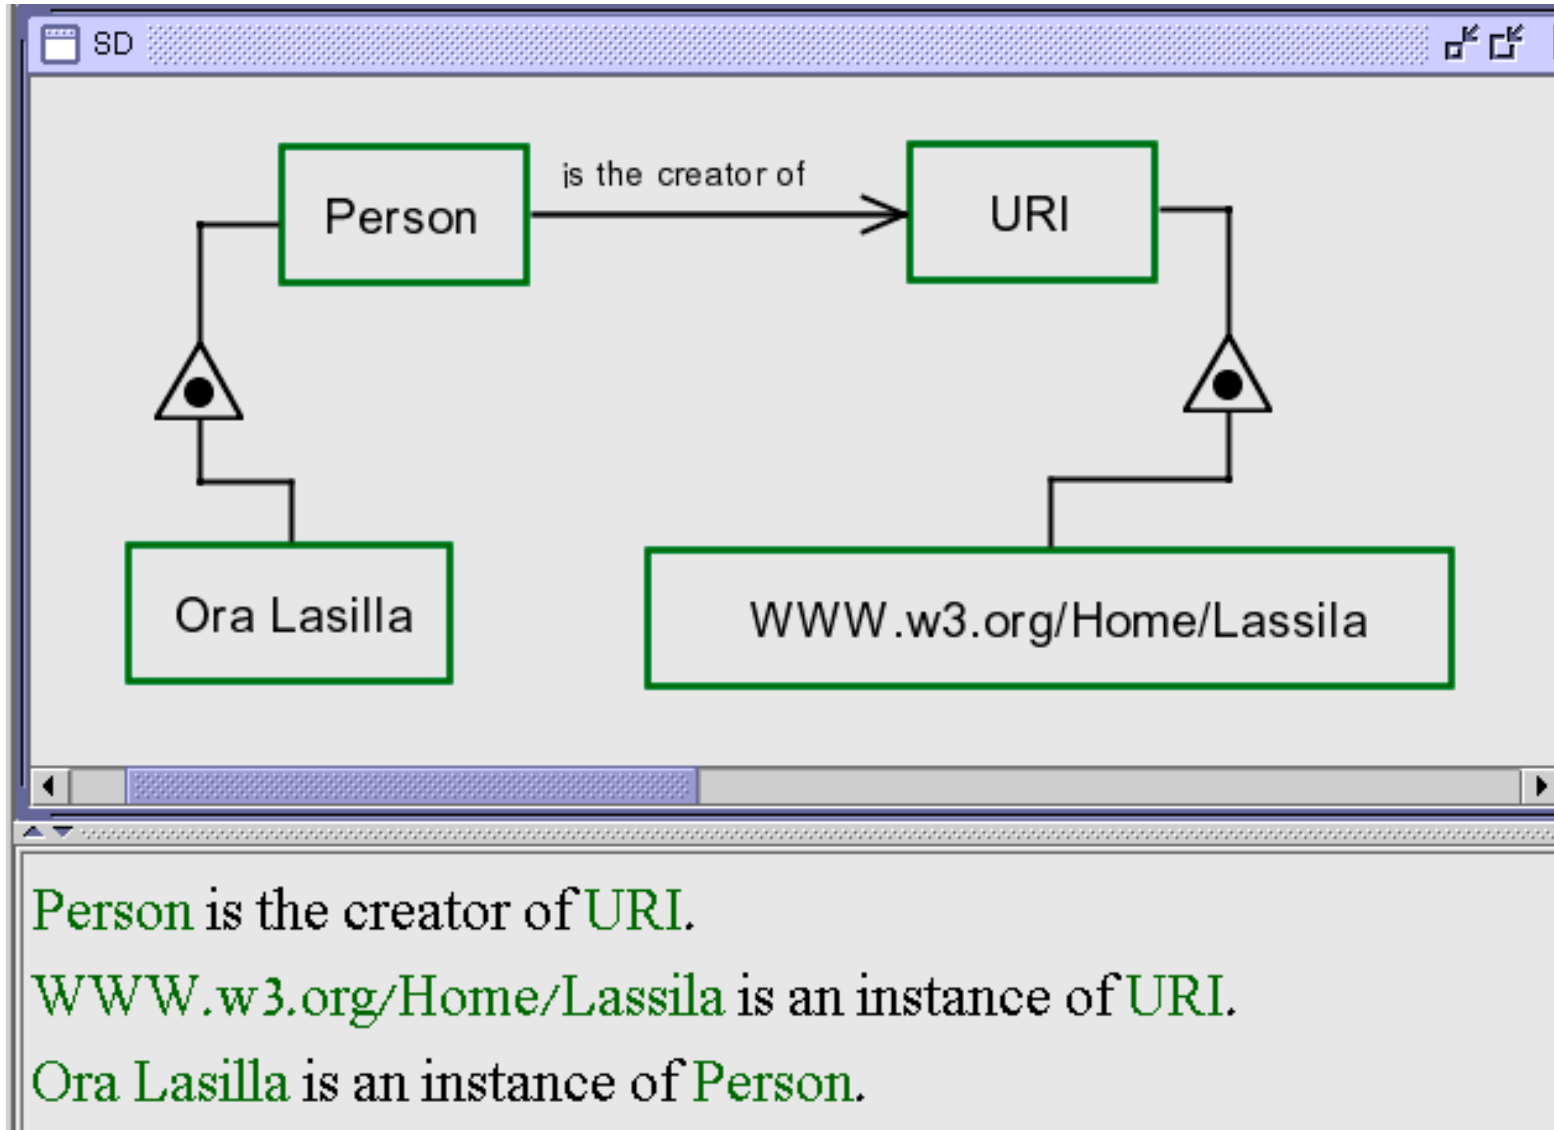 SD
is the creator of
Person
URI
Ora Lasilla
WWW.w3.org/Home/Lassila
Person is the creator of URI.
WWW.w3.org/Home/Lassila is an instance of URI.
Ora Lasilla is an instance of Person.